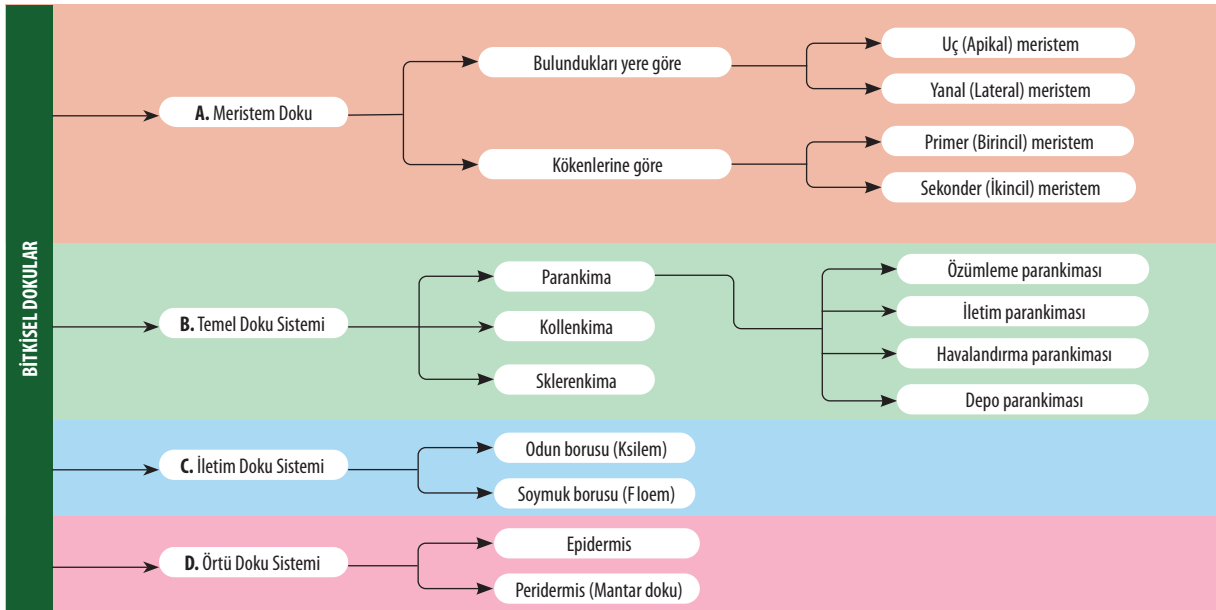 BİTKİSEL DOKULAR
A. Meristem Doku
Bulundukları yere göre
Uç (Apikal) meristem
Yanal (Lateral) meristem
Kökenlerine göre
Primer (Birincil) meristem
Sekonder (İkincil) meristem
B. Temel Doku Sistemi
Parankima
Özümleme parankiması
İletim parankiması
Havalandırma parankiması
Depo parankiması
Kollenkima
Sklerenkima
C. İletim Doku Sistemi
Odun borusu (Ksilem)
Soymuk borusu (F loem)
D. Örtü Doku Sistemi
Epidermis
Peridermis (Mantar doku)